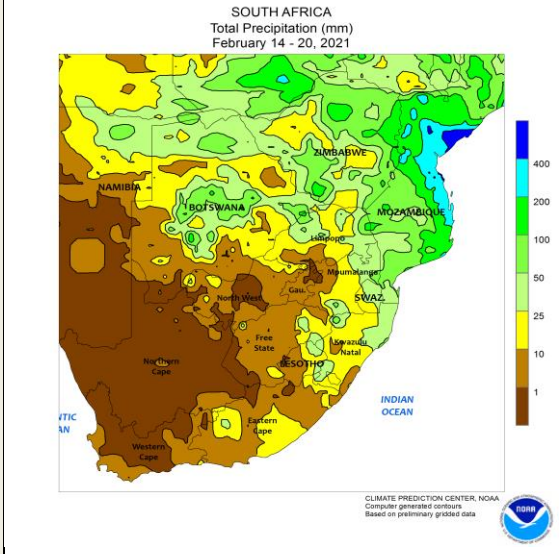 SOUTH AFRICA
Total Precipitation (mm)
February 14 - 20, 2021
400
200
100
50
25
10
1
ZIMBABWE
NAMIBIA
BOTSWANA
MOZAMBIQUE
Limpopo
Mpumalanga
North West
Gau.
SWAZ.
Free
State
Kwazulu
Natal
LESOTHO
Northern
Cape
Eastern
Cape
Western
Cape
NTIC
AN
INDIAN
OCEAN
CLIMATE PREDICTION CENTER, NOAA
Computer generated contours
Based on preliminary gridded data
NOAA